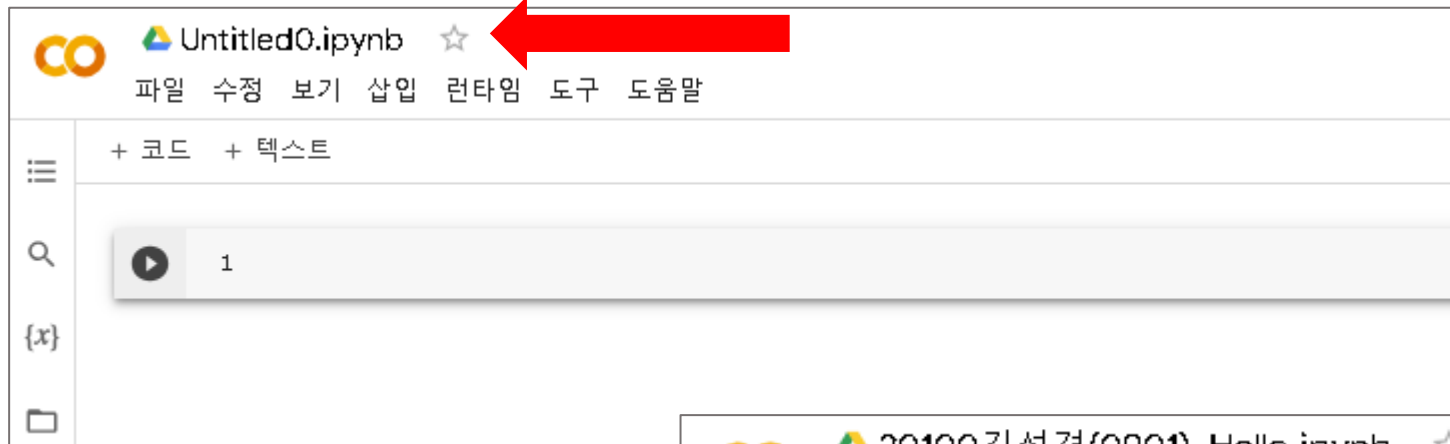 Untitled0.ipynb
파일 수정 보기 삽입 런타임 도구 도움말
+ 코드 + 텍스트
1
{x}